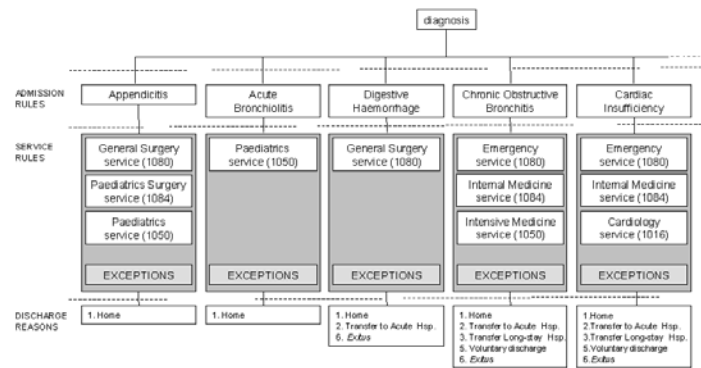 diagnosis
ADMISSION
RULES
Appendicitis
Acute
Bronchiolitis
Digestive
Haemorrhage
Chronic Obstructive
Bronchitis
Cardiac
Insufficiency
SERVICE
RULES
General Surgery
service (1080)
Paediatrics Surgery
service (1084)
Paediatrics
service (1050)
EXCEPTIONS
Paediatrics
service (1050)
EXCEPTIONS
General Surgery
service (1080)
EXCEPTIONS
Emergency
service (1080)
Internal Medicine
service (1084)
Intensive Medicine
service (1050)
EXCEPTIONS
Emergency
service (1080)
Internal Medicine
service (1084)
Cardiology
service (1016)
EXCEPTIONS
DISCHARGE
REASONS
1. Home
1. Home
1. Home
2. Transfer to Acute Hsp.
6. Exitus
1. Home
2. Transfer to Acute Hsp.
3. Transfer Long-stay Hsp.
5. Voluntary discharge
6. Exitus
1.Home
2.Transfer to Acute Hsp.
3.Transfer Long-stay Hsp.
5.Voluntary discharge
6. Exitus